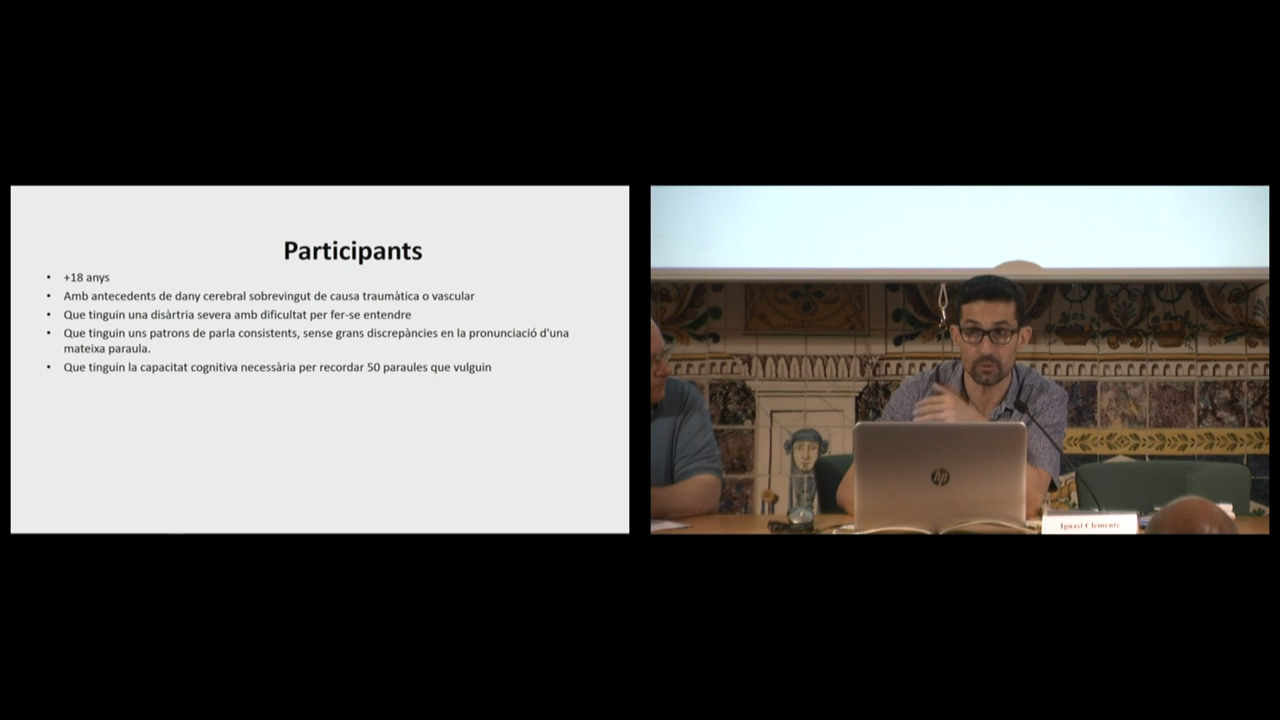 Participants
• +18 anys
• Amb antecedents de dany cerebral sobrevingut de causa traumàtica o vascular
• Que tinguin una disàrtria severa amb dificultat per fer-se entendre
• Que tinguin uns patrons de parla consistents, sense grans discrepàncies en la pronunciació d'una
mateixa paraula.
• Que tinguin la capacitat cognitiva necessària per recordar 50 paraules que vulguin
hp
Ignasi Clemente